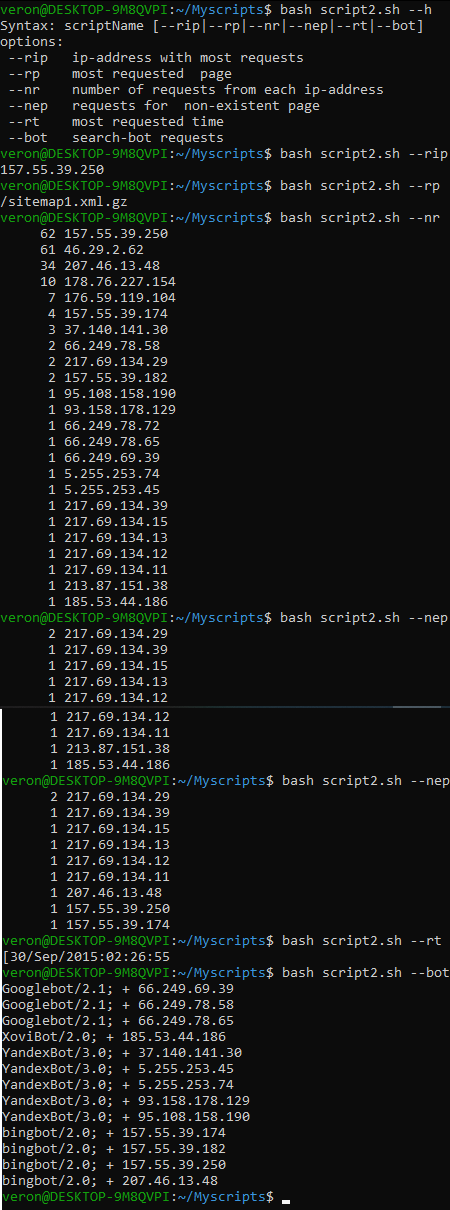 veron@DESKTOP-9M8QVPI:~/Myscripts$ bash script2.sh --h
Syntax: scriptName [--rip|--rp|--nr|--nep|--rt|--bot]
options:
 --rip   ip-address with most requests
 --rp    most requested  page
 --nr    number of requests from each ip-address
 --nep   requests for  non-existent page
 --rt    most requested time
 --bot   search-bot requests
veron@DESKTOP-9M8QVPI:~/Myscripts$ bash script2.sh --rip
157.55.39.250
veron@DESKTOP-9M8QVPI:~/Myscripts$ bash script2.sh --rp
/sitemap1.xml.gz
veron@DESKTOP-9M8QVPI:~/Myscripts$ bash script2.sh --nr
     62 157.55.39.250
     61 46.29.2.62
     34 207.46.13.48
     10 178.76.227.154
      7 176.59.119.104
      4 157.55.39.174
      3 37.140.141.30
      2 66.249.78.58
      2 217.69.134.29
      2 157.55.39.182
      1 95.108.158.190
      1 93.158.178.129
      1 66.249.78.72
      1 66.249.78.65
      1 66.249.69.39
      1 5.255.253.74
      1 5.255.253.45
      1 217.69.134.39
      1 217.69.134.15
      1 217.69.134.13
      1 217.69.134.12
      1 217.69.134.11
      1 213.87.151.38
      1 185.53.44.186
veron@DESKTOP-9M8QVPI:~/Myscripts$ bash script2.sh --nep
      2 217.69.134.29
      1 217.69.134.39
      1 217.69.134.15
      1 217.69.134.13
      1 217.69.134.12
      1 217.69.134.12
      1 217.69.134.11
      1 213.87.151.38
      1 185.53.44.186
veron@DESKTOP-9M8QVPI:~/Myscripts$ bash script2.sh --nep
      2 217.69.134.29
      1 217.69.134.39
      1 217.69.134.15
      1 217.69.134.13
      1 217.69.134.12
      1 217.69.134.11
      1 207.46.13.48
      1 157.55.39.250
      1 157.55.39.174
veron@DESKTOP-9M8QVPI:~/Myscripts$ bash script2.sh --rt
[30/Sep/2015:02:26:55
veron@DESKTOP-9M8QVPI:~/Myscripts$ bash script2.sh --bot
Googlebot/2.1; + 66.249.69.39
Googlebot/2.1; + 66.249.78.58
Googlebot/2.1; + 66.249.78.65
XoviBot/2.0; + 185.53.44.186
YandexBot/3.0; + 37.140.141.30
YandexBot/3.0; + 5.255.253.45
YandexBot/3.0; + 5.255.253.74
YandexBot/3.0; + 93.158.178.129
YandexBot/3.0; + 95.108.158.190
bingbot/2.0; + 157.55.39.174
bingbot/2.0; + 157.55.39.182
bingbot/2.0; + 157.55.39.250
bingbot/2.0; + 207.46.13.48
veron@DESKTOP-9M8QVPI:~/Myscripts$